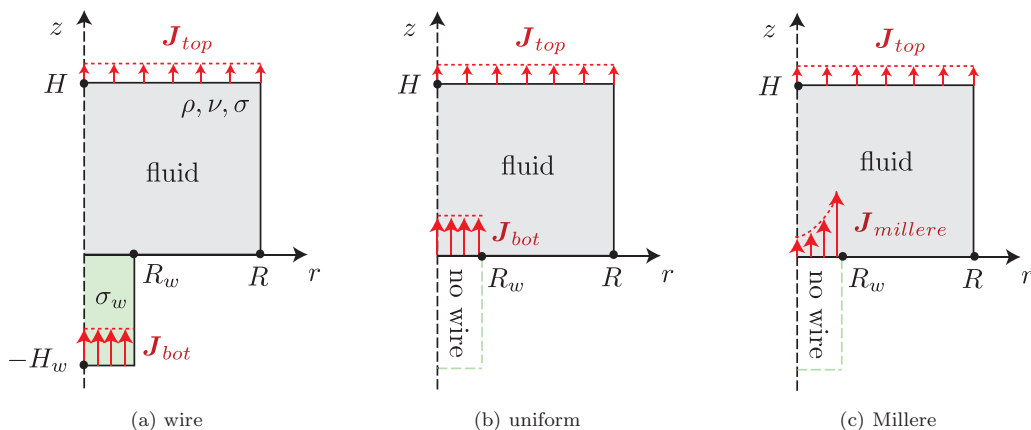 z
J_top
H
ρ, ν, σ
fluid
R_w
R
r
σ_w
J_bot
−H_w
(a) wire
z
J_top
H
fluid
J_bot
R_w
R
r
no wire
(b) uniform
z
J_top
H
fluid
J_millere
R_w
R
r
no wire
(c) Millere